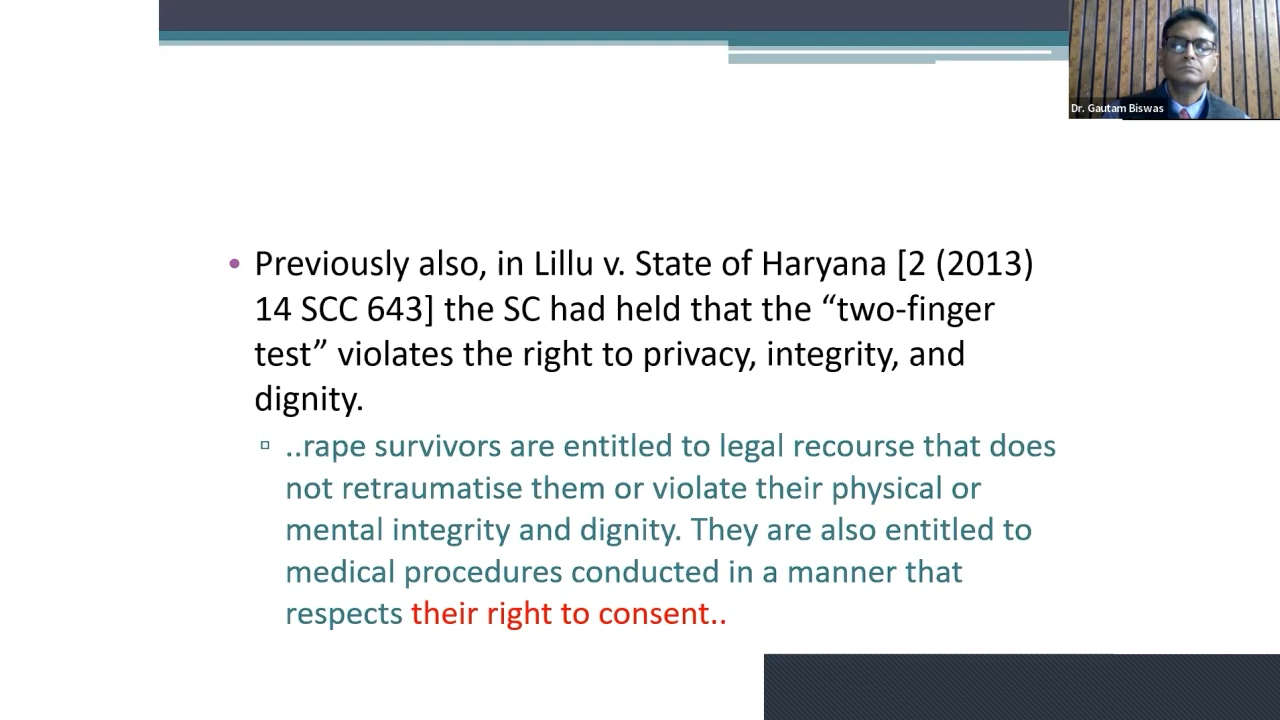 Dr. Gautam Biswas
• Previously also, in Lillu v. State of Haryana [2 (2013)
14 SCC 643] the SC had held that the “two-finger
test” violates the right to privacy, integrity, and
dignity.
▫ ..rape survivors are entitled to legal recourse that does
not retraumatise them or violate their physical or
mental integrity and dignity. They are also entitled to
medical procedures conducted in a manner that
respects their right to consent..